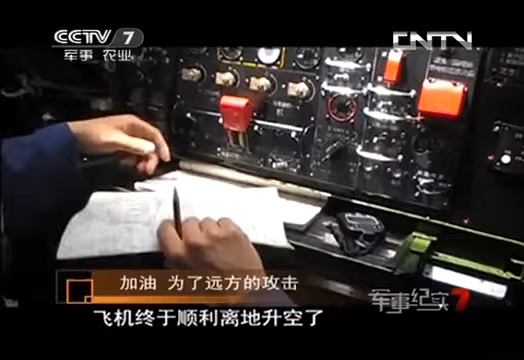 CCTV 7
军事 农业
CNTV
加油 为了远方的攻击
军事纪实7
飞机终于顺利离地升空了